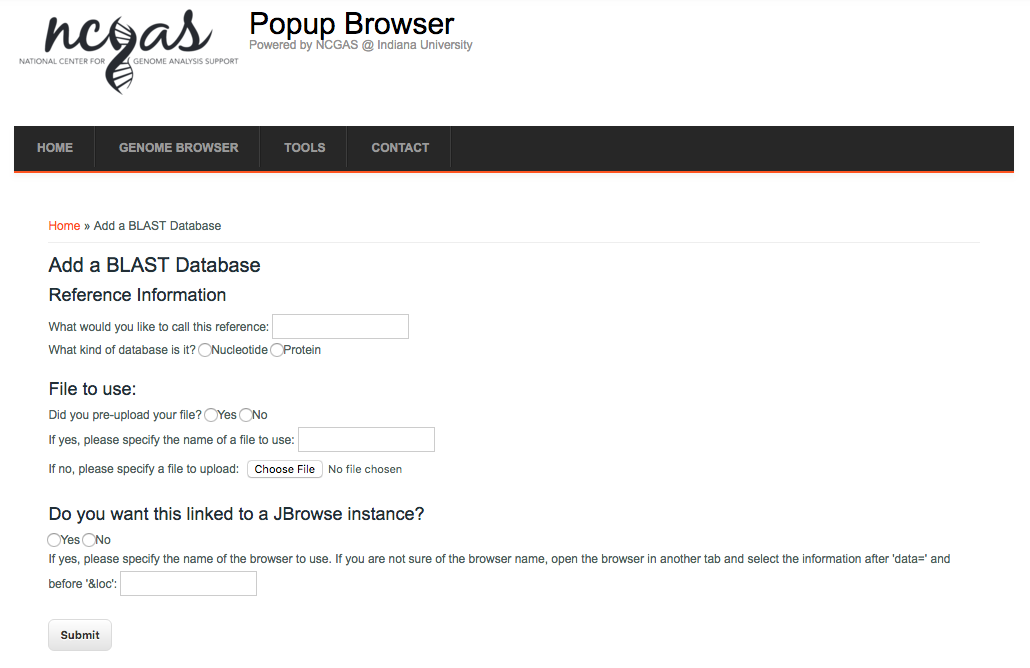 ncgas
NATIONAL CENTER FOR GENOME ANALYSIS SUPPORT
Popup Browser
Powered by NCGAS @ Indiana University
HOME GENOME BROWSER TOOLS CONTACT
Home » Add a BLAST Database
Add a BLAST Database
Reference Information
What would you like to call this reference:
What kind of database is it? Nucleotide Protein
File to use:
Did you pre-upload your file? Yes No
If yes, please specify the name of a file to use:
If no, please specify a file to upload: Choose File No file chosen
Do you want this linked to a JBrowse instance?
Yes No
If yes, please specify the name of the browser to use. If you are not sure of the browser name, open the browser in another tab and select the information after 'data=' and
before '&loc':
Submit